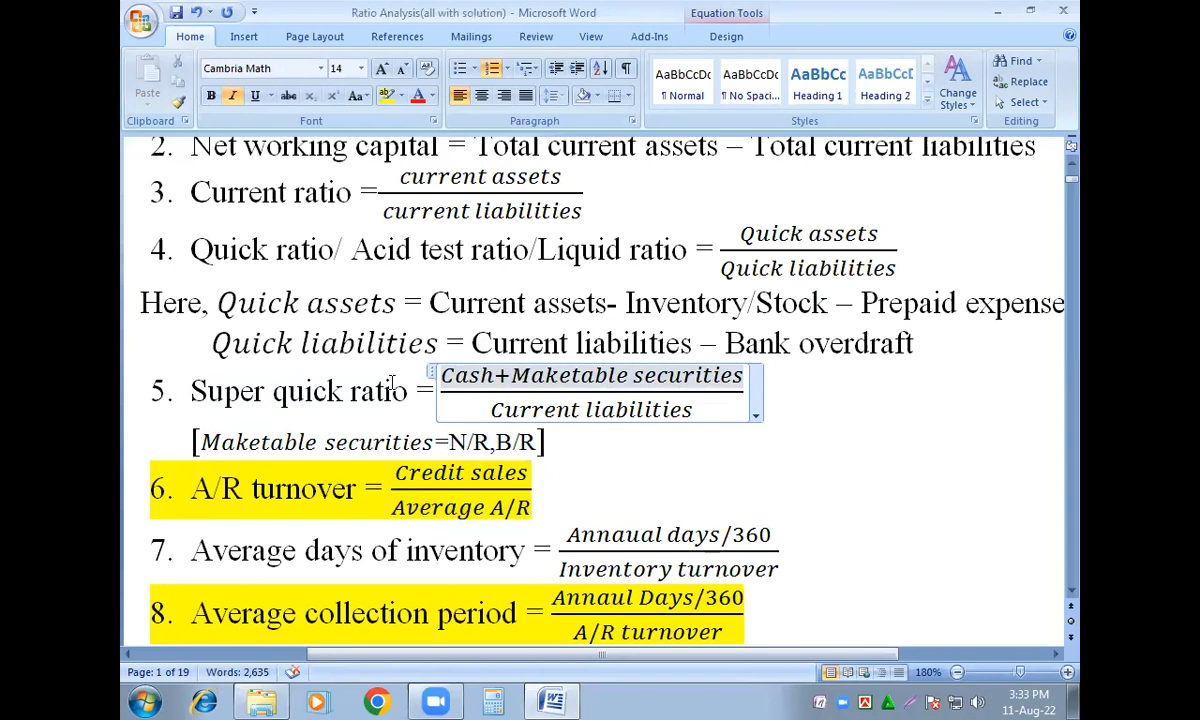 Ratio Analysis(all with solution) - Microsoft Word
Equation Tools
Home Insert Page Layout References Mailings Review View Add-Ins Design
Paste
Cambria Math 14
B I U abc x₂ x² Aa
AaBbCcDc AaBbCcDc AaBbCc AaBbCcD
¶ Normal ¶ No Spaci... Heading 1 Heading 2
Change Styles
Find
Replace
Select
Clipboard Font Paragraph Styles Editing
2. Net working capital = Total current assets – Total current liabilities
3. Current ratio = current assets / current liabilities
4. Quick ratio/ Acid test ratio/Liquid ratio = Quick assets / Quick liabilities
Here, Quick assets = Current assets- Inventory/Stock – Prepaid expense
Quick liabilities = Current liabilities – Bank overdraft
5. Super quick ratio = Cash+Maketable securities / Current liabilities
[Maketable securities=N/R,B/R]
6. A/R turnover = Credit sales / Average A/R
7. Average days of inventory = Annaual days/360 / Inventory turnover
8. Average collection period = Annaul Days/360 / A/R turnover
Page: 1 of 19 Words: 2,635 180%
3:33 PM
11-Aug-22